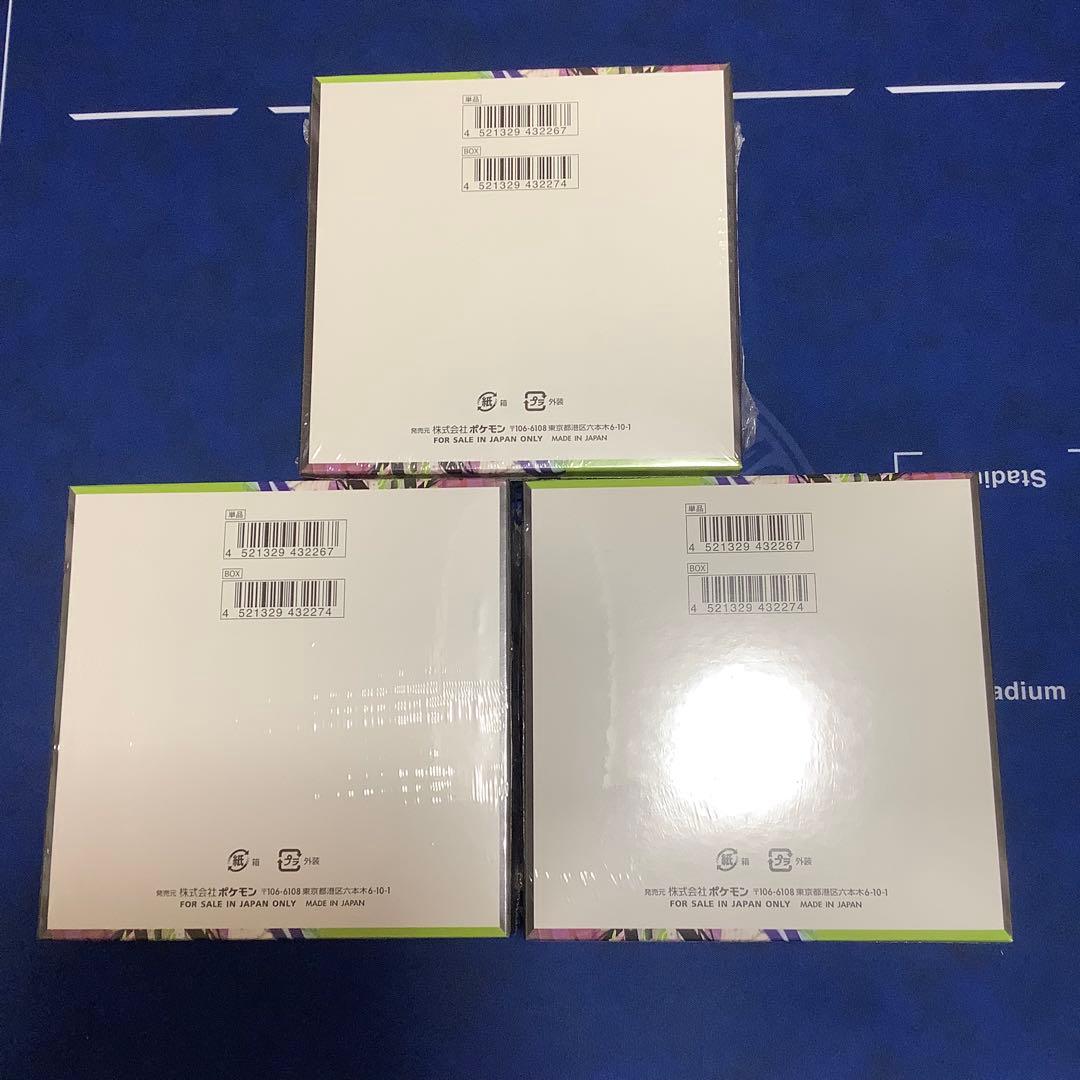 単品
4 521329 432267
BOX
4 521329 432274
紙 箱 プラ 外装
発売元 株式会社ポケモン 〒106-6108 東京都港区六本木6-10-1
FOR SALE IN JAPAN ONLY MADE IN JAPAN
単品
4 521329 432267
BOX
4 521329 432274
紙 箱 プラ 外装
発売元 株式会社ポケモン 〒106-6108 東京都港区六本木6-10-1
FOR SALE IN JAPAN ONLY MADE IN JAPAN
単品
4 521329 432267
BOX
4 521329 432274
紙 箱 プラ 外装
発売元 株式会社ポケモン 〒106-6108 東京都港区六本木6-10-1
FOR SALE IN JAPAN ONLY MADE IN JAPAN
Stadiu
adium